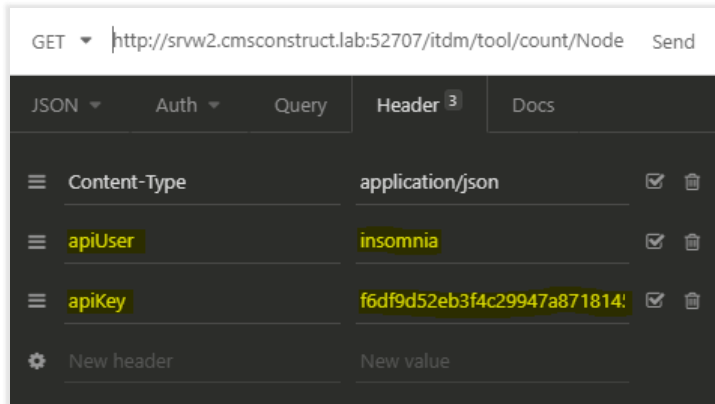 GET http://srvw2.cmsconstruct.lab:52707/itdm/tool/count/Node Send
JSON Auth Query Header 3 Docs
Content-Type application/json
apiUser insomnia
apiKey f6df9d52eb3f4c29947a8718145
New header New value